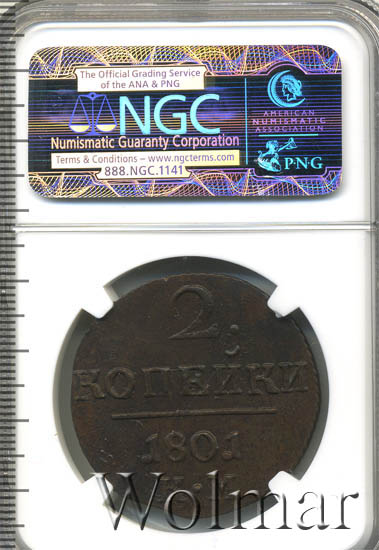 The Official Grading Service
of the ANA & PNG
NGC
Numismatic Guaranty Corporation
Terms & Conditions – www.ngcterms.com
888.NGC.1141
AMERICAN
NUMISMATIC
ASSOCIATION
PNG
2
КОПЕЙКИ
1801
Wolmar